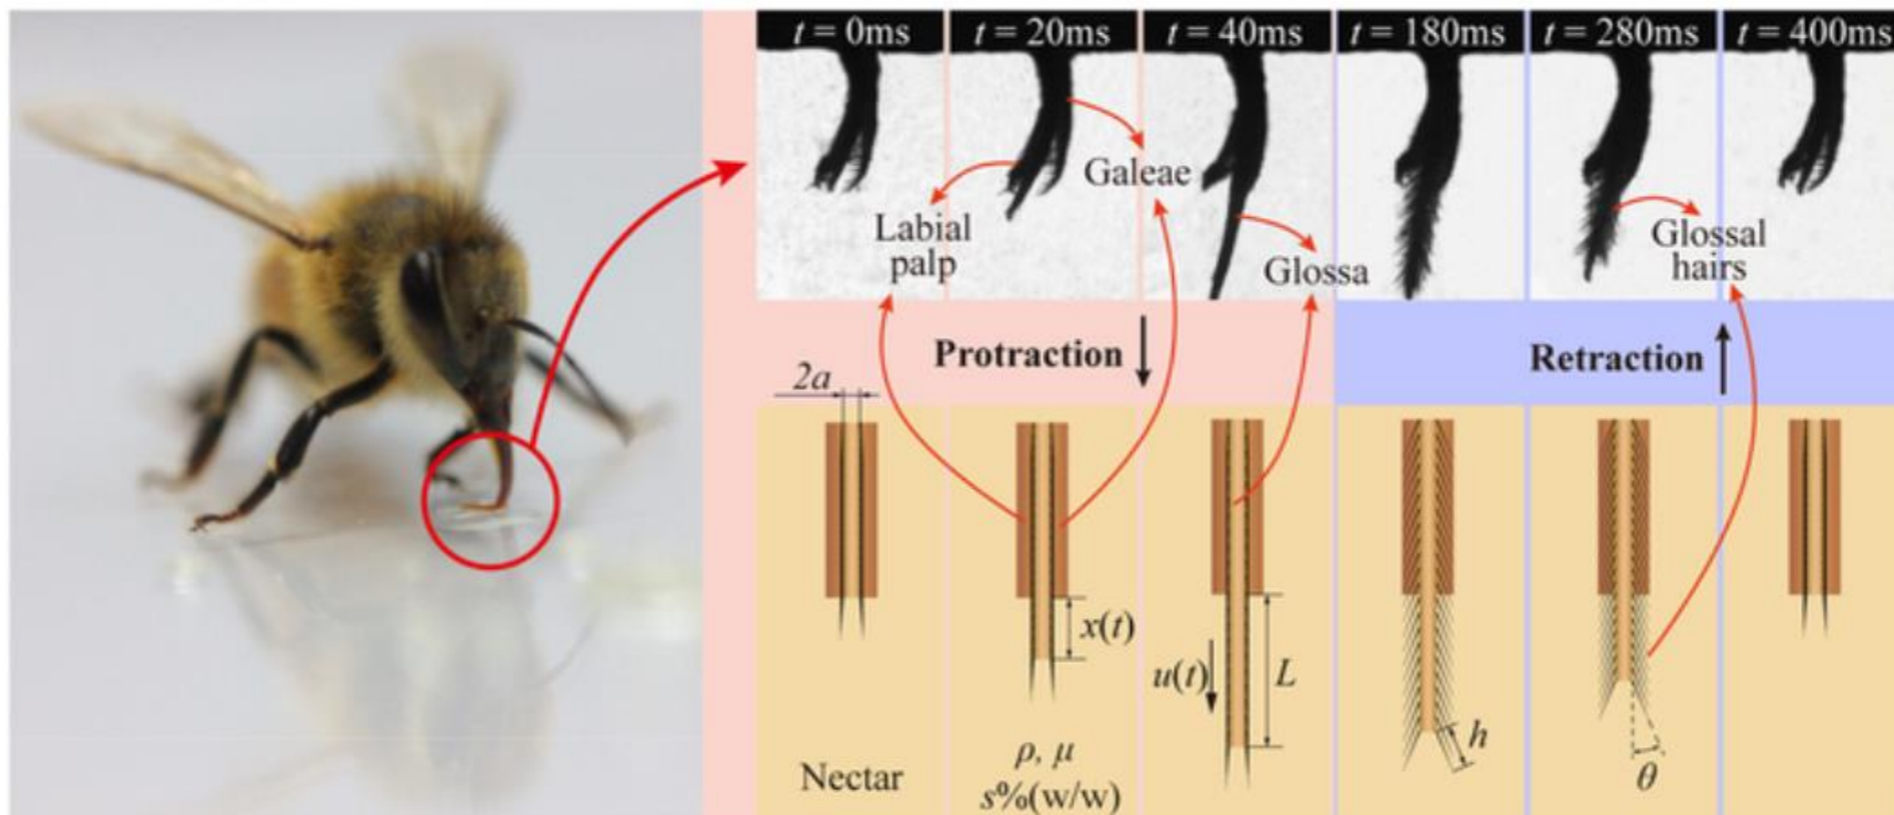 t = 0ms
t = 20ms
t = 40ms
t = 180ms
t = 280ms
t = 400ms
Galeae
Labial
palp
Glossa
Glossal
hairs
Protraction
Retraction
2a
x(t)
u(t)
L
h
θ
Nectar
ρ, μ
s%(w/w)